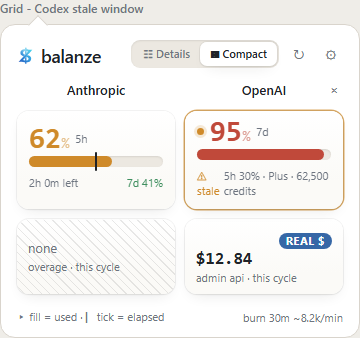 Grid - Codex stale window
balanze
Details Compact
Anthropic
OpenAI
62% 5h
2h 0m left 7d 41%
95% 7d
5h 30% · Plus · 62,500
stale credits
none
overage · this cycle
REAL $
$12.84
admin api · this cycle
fill = used · | tick = elapsed
burn 30m ~8.2k/min